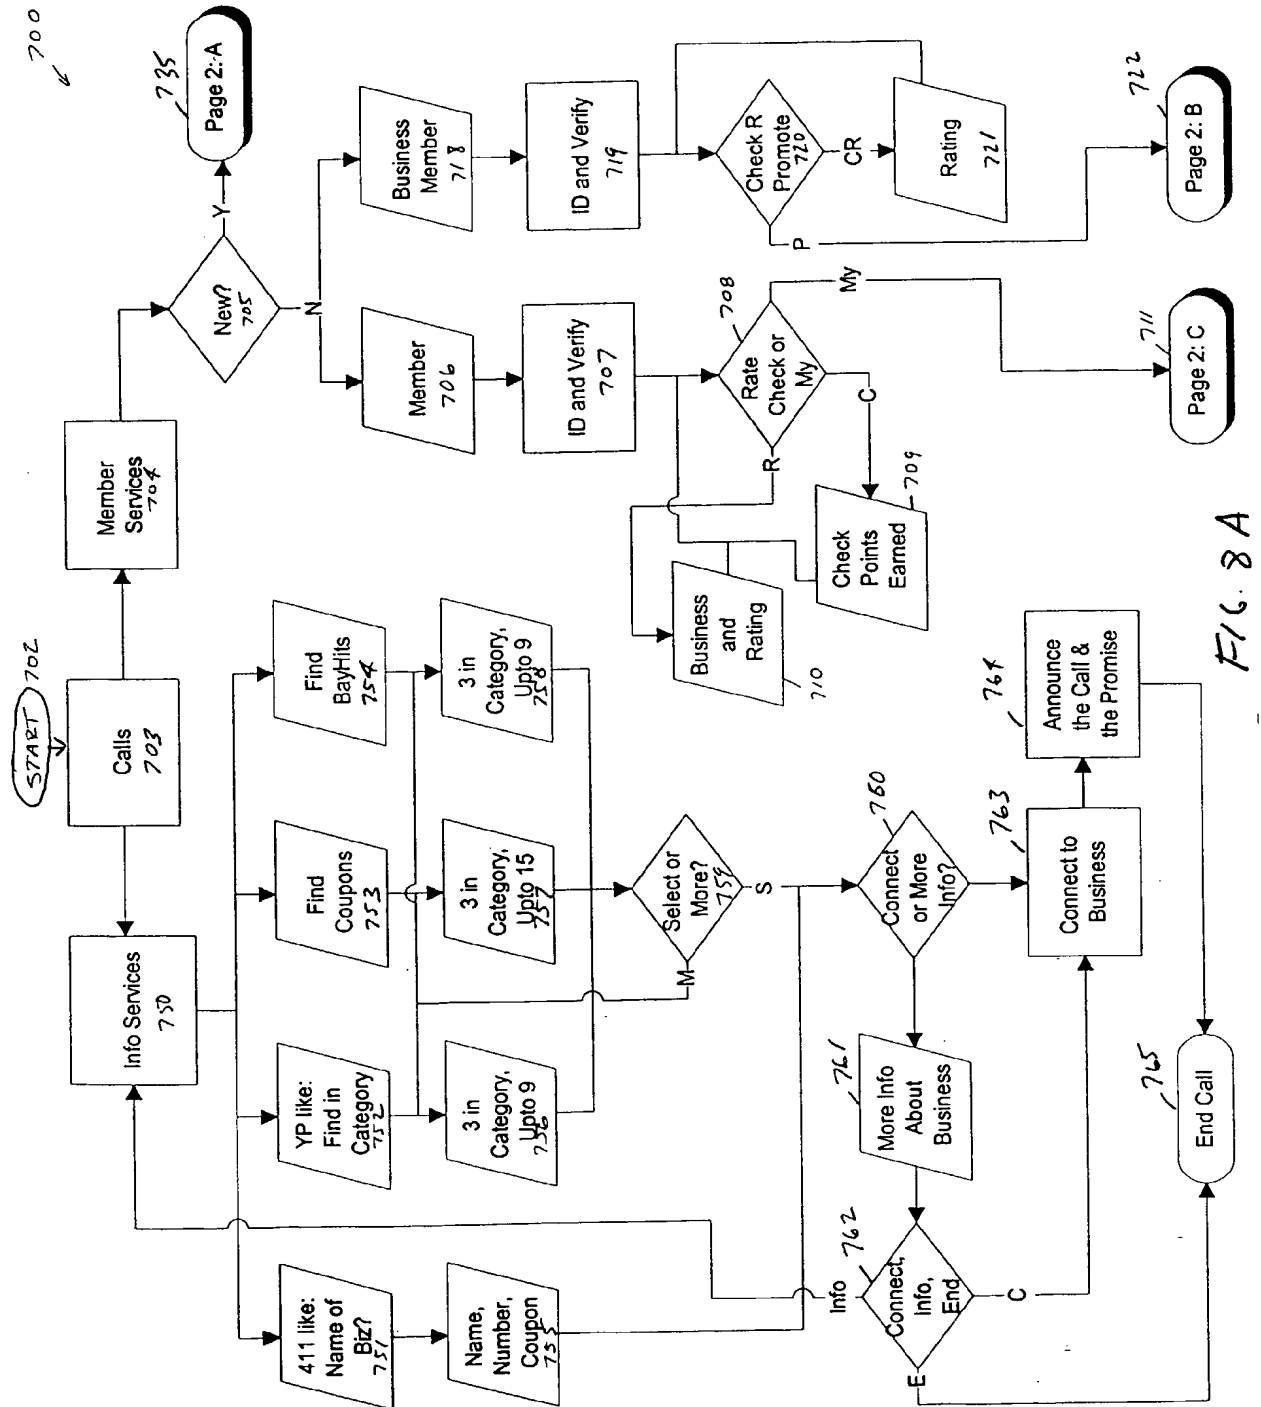 700
START 702
Calls
703
Info Services
750
Member
Services
704
New?
705
Y
735
Page 2: A
N
Member
706
Business
Member
718
ID and Verify
707
ID and Verify
719
Rate
Check or
My
708
Check R
Promote
720
R
C
My
P
CR
Rating
721
Business
and
Rating
710
Check
Points
Earned
709
711
Page 2: C
722
Page 2: B
411 like:
Name of
Biz?
751
YP like:
Find in
Category
752
Find
Coupons
753
Find
BayHits
754
Name,
Number,
Coupon
755
3 in
Category,
Upto 9
756
3 in
Category,
Upto 15
757
3 in
Category,
Upto 9
758
Select or
More?
759
M
S
Connect
or More
Info?
760
761
More Info
About
Business
762
Connect,
Info,
End
Info
E
C
763
Connect to
Business
764
Announce
the Call &
the Promise
765
End Call
FIG. 8A